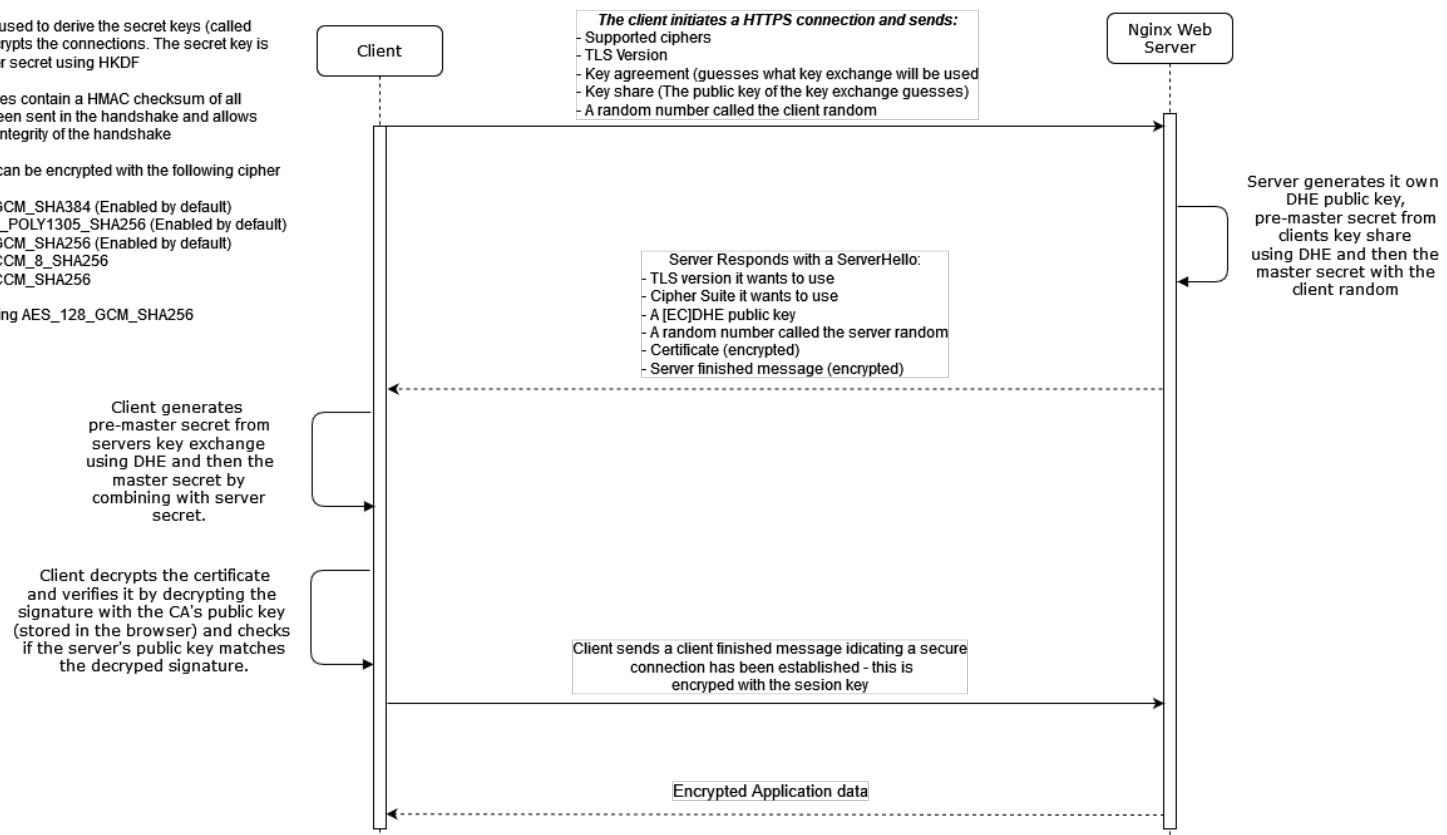 used to derive the secret keys (called
crypts the connections. The secret key is
er secret using HKDF
es contain a HMAC checksum of all
een sent in the handshake and allows
ntegrity of the handshake
can be encrypted with the following cipher
GCM_SHA384 (Enabled by default)
_POLY1305_SHA256 (Enabled by default)
GCM_SHA256 (Enabled by default)
CCM_8_SHA256
CCM_SHA256
ing AES_128_GCM_SHA256
Client
The client initiates a HTTPS connection and sends:
- Supported ciphers
- TLS Version
- Key agreement (guesses what key exchange will be used
- Key share (The public key of the key exchange guesses)
- A random number called the client random
Nginx Web
Server
Server generates it own
DHE public key,
pre-master secret from
clients key share
using DHE and then the
master secret with the
client random
Server Responds with a ServerHello:
- TLS version it wants to use
- Cipher Suite it wants to use
- A [EC]DHE public key
- A random number called the server random
- Certificate (encrypted)
- Server finished message (encrypted)
Client generates
pre-master secret from
servers key exchange
using DHE and then the
master secret by
combining with server
secret.
Client decrypts the certificate
and verifies it by decrypting the
signature with the CA's public key
(stored in the browser) and checks
if the server's public key matches
the decryped signature.
Client sends a client finished message idicating a secure
connection has been established - this is
encryped with the sesion key
Encrypted Application data